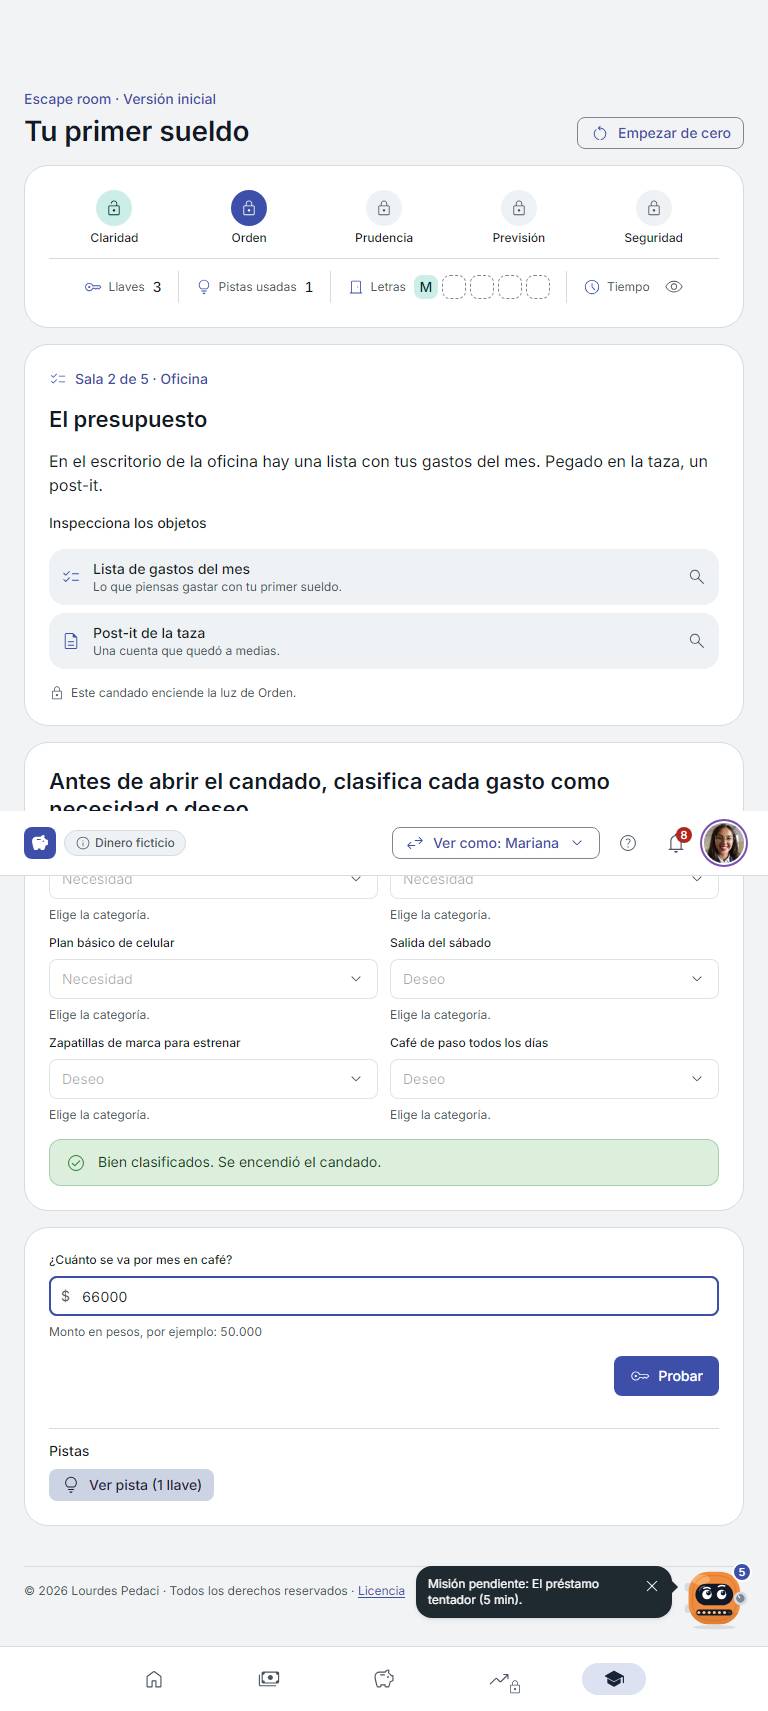 Escape room · Versión inicial
Tu primer sueldo
Empezar de cero
Claridad
Orden
Prudencia
Previsión
Seguridad
Llaves 3
Pistas usadas 1
Letras M
Tiempo
Sala 2 de 5 · Oficina
El presupuesto
En el escritorio de la oficina hay una lista con tus gastos del mes. Pegado en la taza, un
post-it.
Inspecciona los objetos
Lista de gastos del mes
Lo que piensas gastar con tu primer sueldo.
Post-it de la taza
Una cuenta que quedó a medias.
Este candado enciende la luz de Orden.
Antes de abrir el candado, clasifica cada gasto como
necesidad o deseo
Dinero ficticio
Ver como: Mariana
8
Necesidad
Necesidad
Elige la categoría.
Elige la categoría.
Plan básico de celular
Salida del sábado
Necesidad
Deseo
Elige la categoría.
Elige la categoría.
Zapatillas de marca para estrenar
Café de paso todos los días
Deseo
Deseo
Elige la categoría.
Elige la categoría.
Bien clasificados. Se encendió el candado.
¿Cuánto se va por mes en café?
$ 66000
Monto en pesos, por ejemplo: 50.000
Probar
Pistas
Ver pista (1 llave)
© 2026 Lourdes Pedaci · Todos los derechos reservados · Licencia
Misión pendiente: El préstamo
tentador (5 min).
5